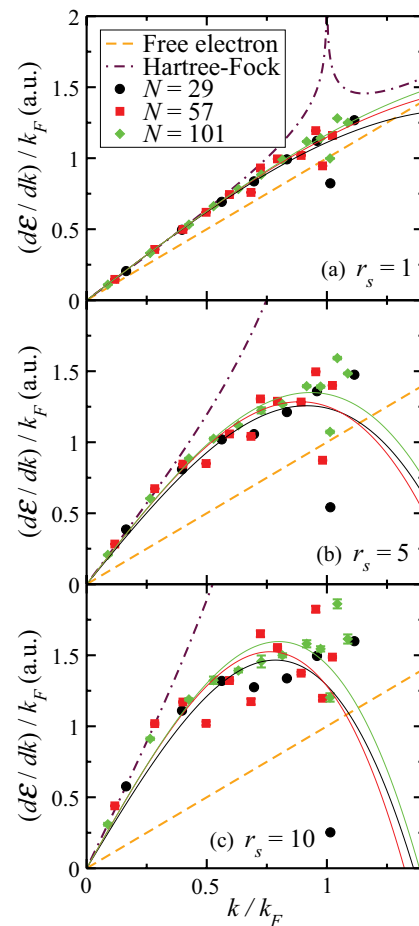 2
Free electron
Hartree-Fock
N = 29
N = 57
N = 101
1.5
1
0.5
0
(dℰ / dk) / k_F (a.u.)
(a) r_s = 1
1.5
1
0.5
0
(dℰ / dk) / k_F (a.u.)
(b) r_s = 5
1.5
1
0.5
0
(dℰ / dk) / k_F (a.u.)
(c) r_s = 10
0 0.5 1
k / k_F